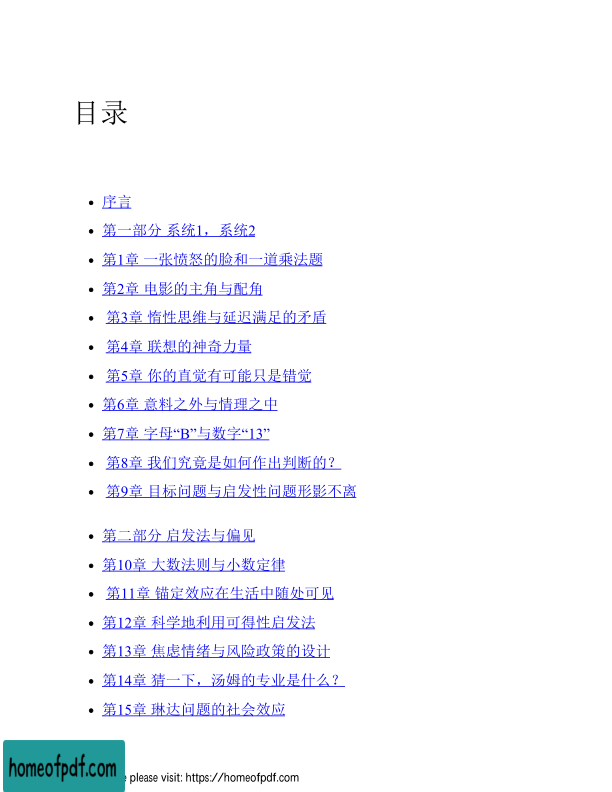 目录
序言
第一部分 系统1，系统2
第1章 一张愤怒的脸和一道乘法题
第2章 电影的主角与配角
第3章 惰性思维与延迟满足的矛盾
第4章 联想的神奇力量
第5章 你的直觉有可能只是错觉
第6章 意料之外与情理之中
第7章 字母“B”与数字“13”
第8章 我们究竟是如何作出判断的？
第9章 目标问题与启发性问题形影不离
第二部分 启发法与偏见
第10章 大数法则与小数定律
第11章 锚定效应在生活中随处可见
第12章 科学地利用可得性启发法
第13章 焦虑情绪与风险政策的设计
第14章 猜一下，汤姆的专业是什么？
第15章 琳达问题的社会效应
homeofpdf.com
please visit: https://homeofpdf.com